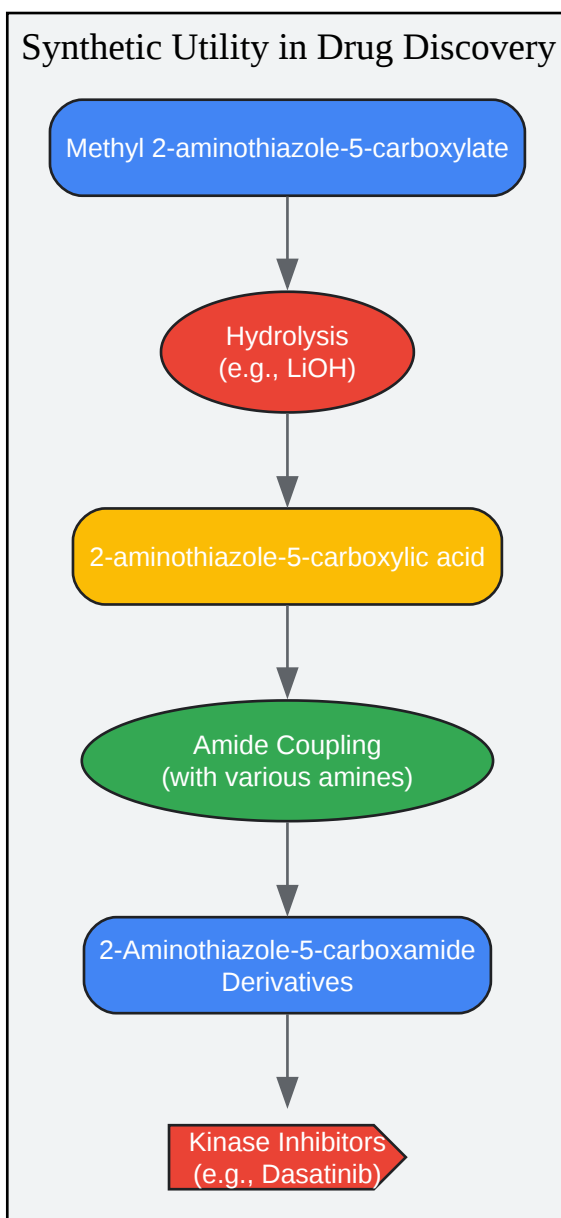 Synthetic Utility in Drug Discovery
Methyl 2-aminothiazole-5-carboxylate
Hydrolysis
(e.g., LiOH)
2-aminothiazole-5-carboxylic acid
Amide Coupling
(with various amines)
2-Aminothiazole-5-carboxamide
Derivatives
Kinase Inhibitors
(e.g., Dasatinib)